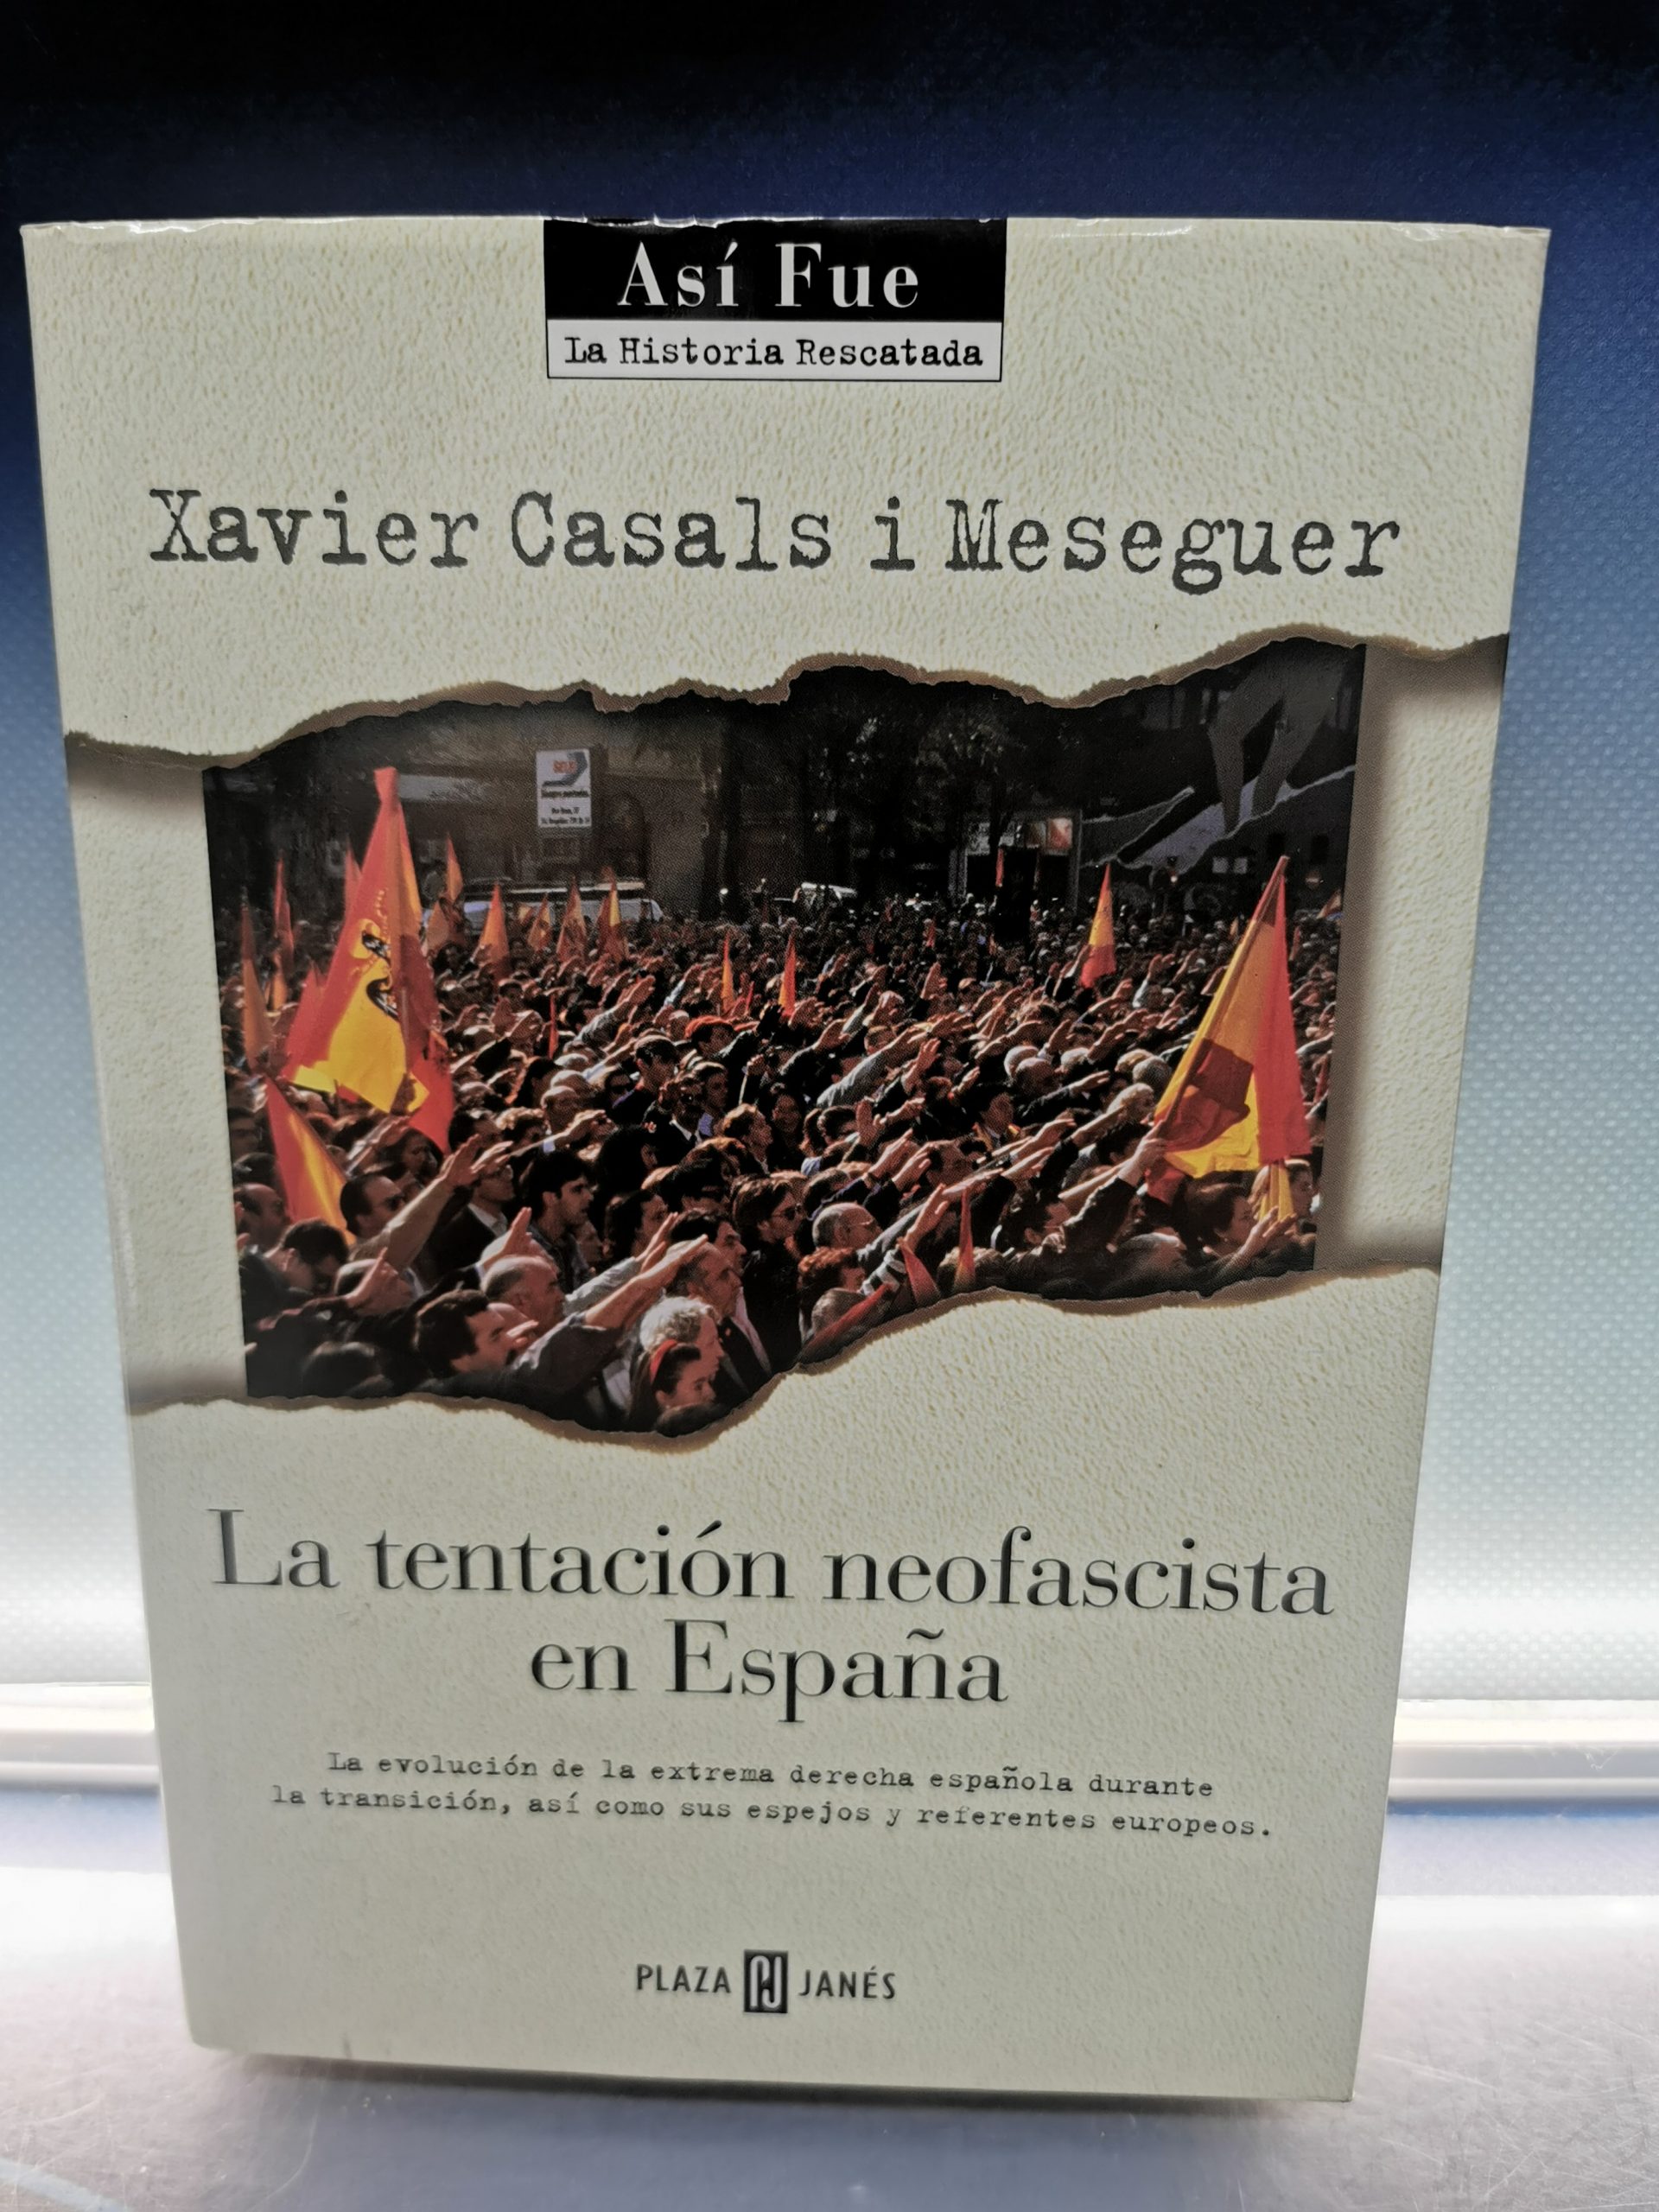 Así Fue
La Historia Rescatada
Xavier Casals i Meseguer
La tentación neofascista
en España
La evolución de la extrema derecha española durante
la transición, así como sus espejos y referentes europeos.
PLAZA JANÉS